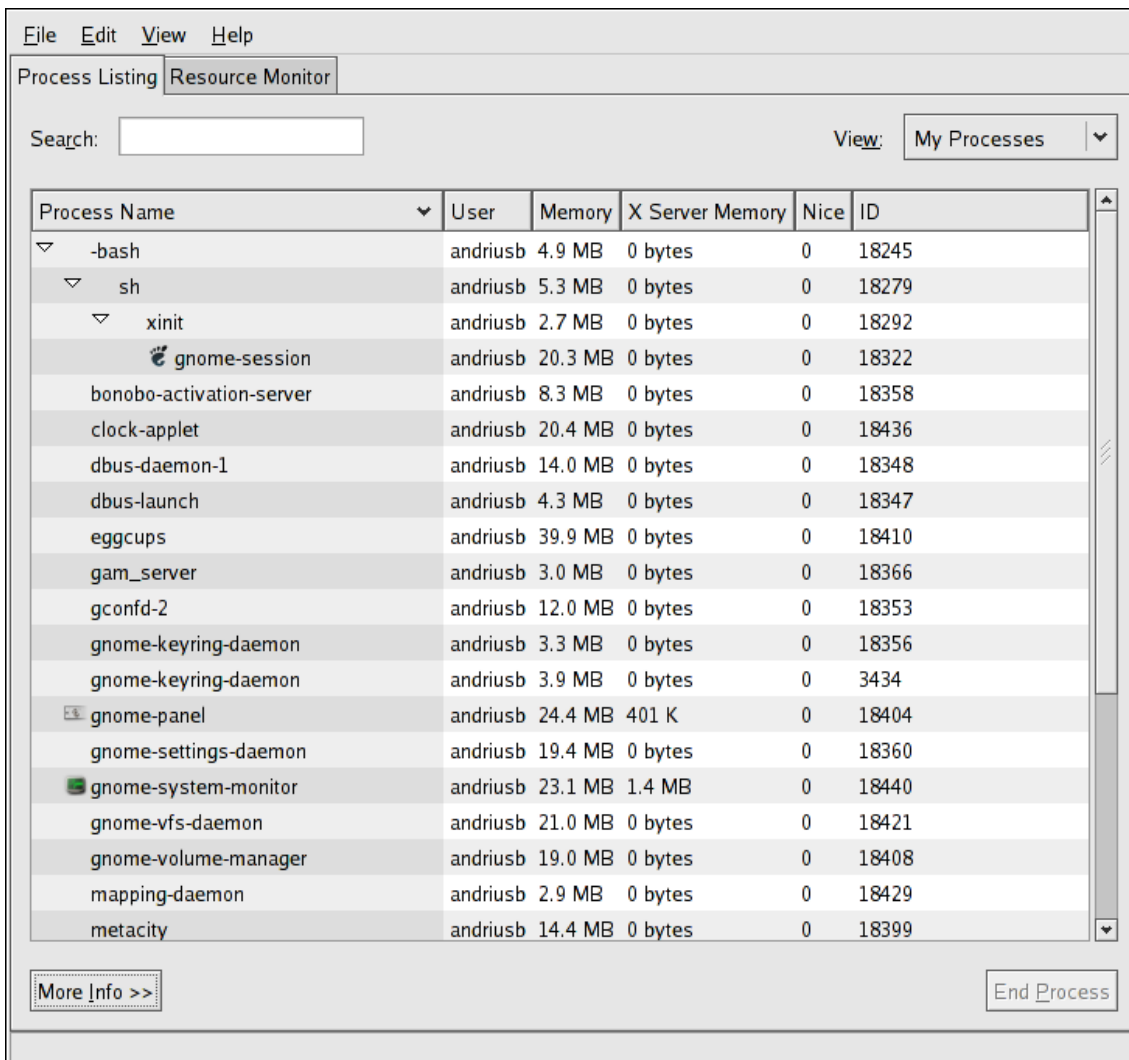 File Edit View Help
Process Listing Resource Monitor
Search: View: My Processes
Process Name User Memory X Server Memory Nice ID
-bash andriusb 4.9 MB 0 bytes 0 18245
sh andriusb 5.3 MB 0 bytes 0 18279
xinit andriusb 2.7 MB 0 bytes 0 18292
gnome-session andriusb 20.3 MB 0 bytes 0 18322
bonobo-activation-server andriusb 8.3 MB 0 bytes 0 18358
clock-applet andriusb 20.4 MB 0 bytes 0 18436
dbus-daemon-1 andriusb 14.0 MB 0 bytes 0 18348
dbus-launch andriusb 4.3 MB 0 bytes 0 18347
eggcups andriusb 39.9 MB 0 bytes 0 18410
gam_server andriusb 3.0 MB 0 bytes 0 18366
gconfd-2 andriusb 12.0 MB 0 bytes 0 18353
gnome-keyring-daemon andriusb 3.3 MB 0 bytes 0 18356
gnome-keyring-daemon andriusb 3.9 MB 0 bytes 0 3434
gnome-panel andriusb 24.4 MB 401 K 0 18404
gnome-settings-daemon andriusb 19.4 MB 0 bytes 0 18360
gnome-system-monitor andriusb 23.1 MB 1.4 MB 0 18440
gnome-vfs-daemon andriusb 21.0 MB 0 bytes 0 18421
gnome-volume-manager andriusb 19.0 MB 0 bytes 0 18408
mapping-daemon andriusb 2.9 MB 0 bytes 0 18429
metacity andriusb 14.4 MB 0 bytes 0 18399
More Info >> End Process